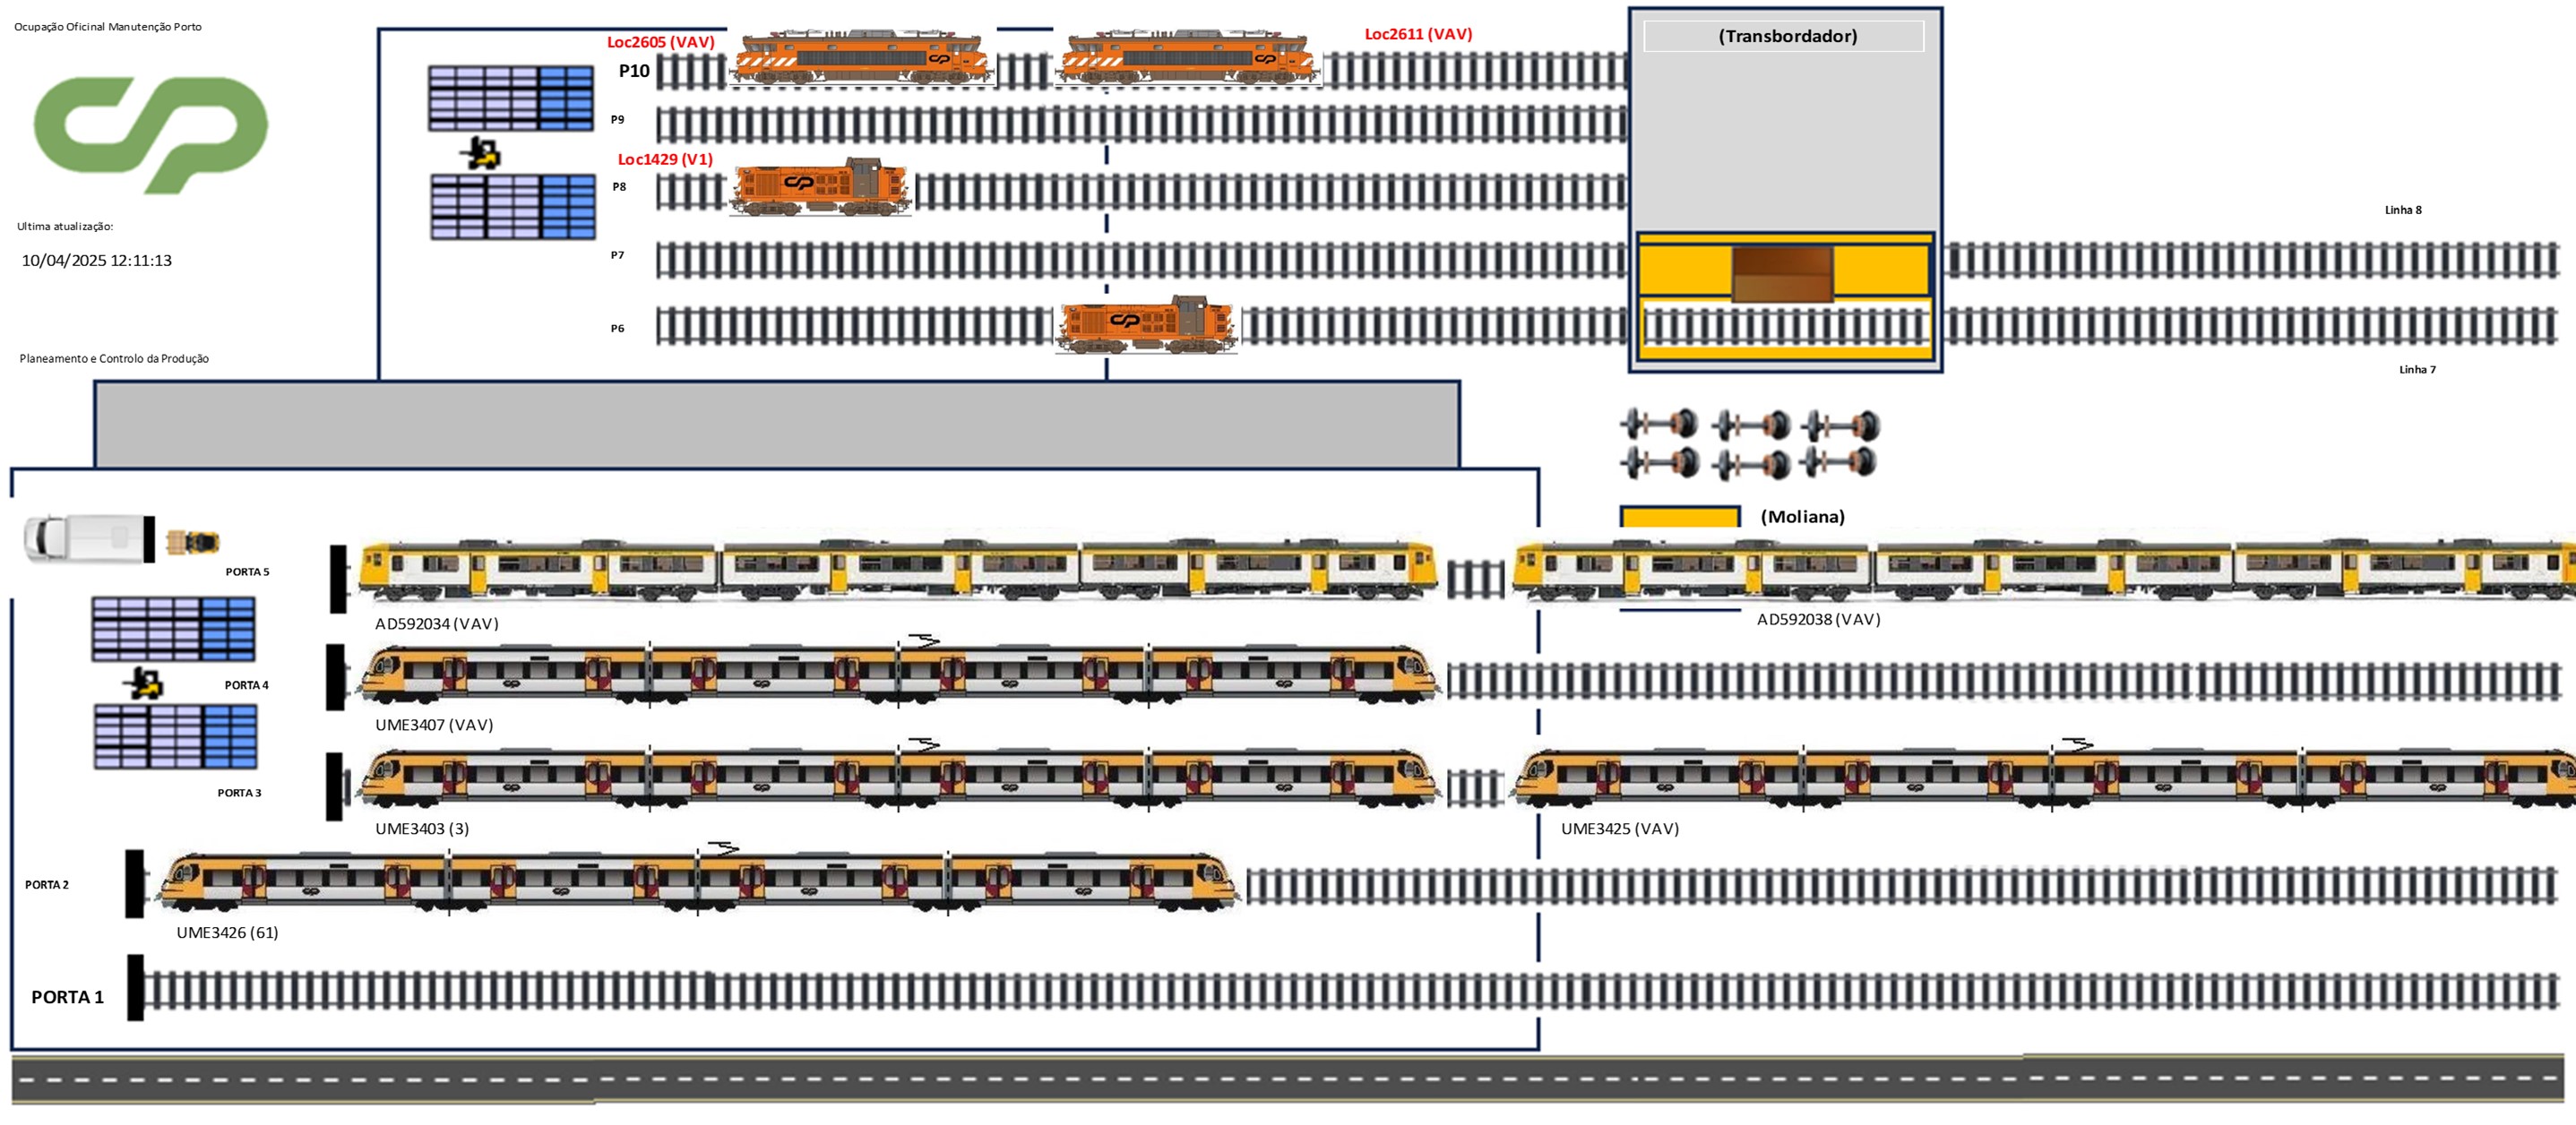 Ocupação Oficinal Manutenção Porto
Loc2605 (VAV)
Loc2611 (VAV)
(Transbordador)
P10
P9
Loc1429 (V1)
P8
Linha 8
Ultima atualização:
10/04/2025 12:11:13
P7
P6
Planeamento e Controlo da Produção
Linha 7
(Moliana)
PORTA 5
AD592034 (VAV)
AD592038 (VAV)
PORTA 4
UME3407 (VAV)
PORTA 3
UME3403 (3)
UME3425 (VAV)
PORTA 2
UME3426 (61)
PORTA 1